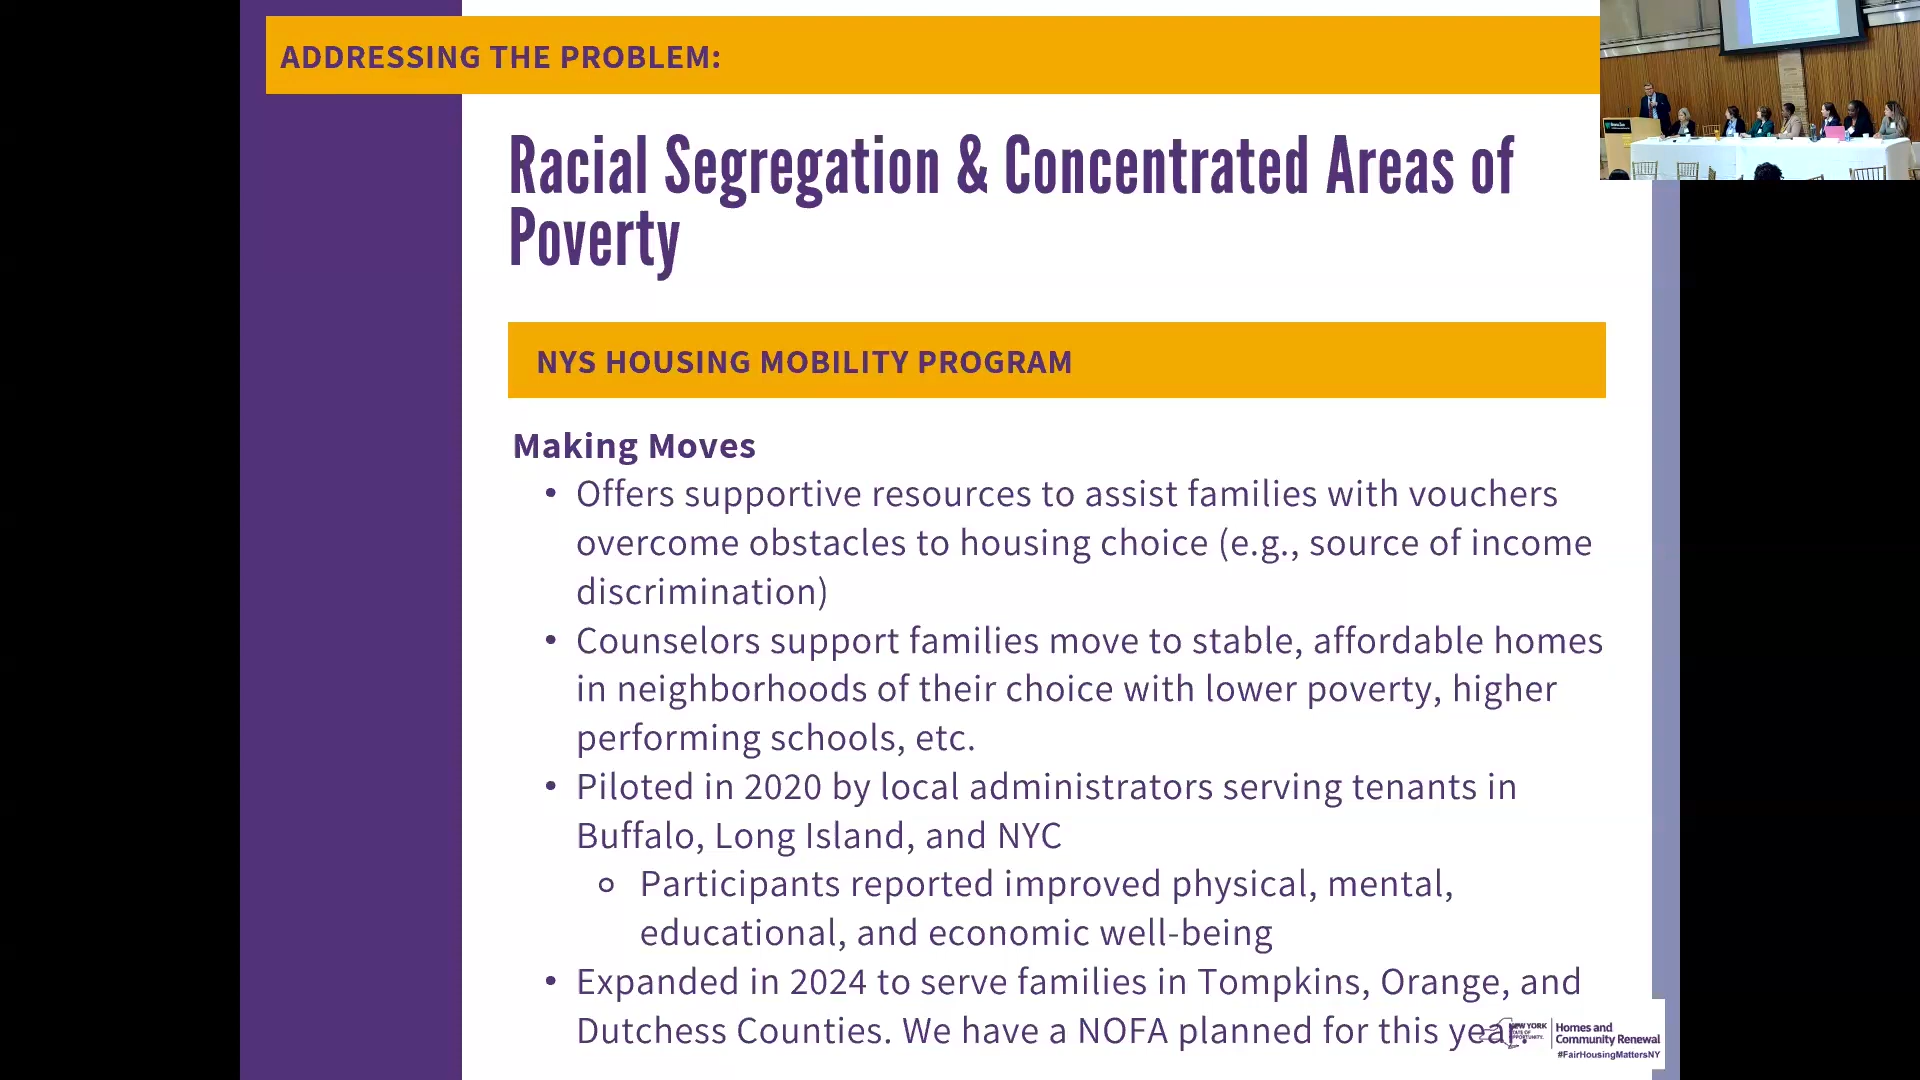 ADDRESSING THE PROBLEM:
Racial Segregation & Concentrated Areas of
Poverty
NYS HOUSING MOBILITY PROGRAM
Making Moves
• Offers supportive resources to assist families with vouchers
overcome obstacles to housing choice (e.g., source of income
discrimination)
• Counselors support families move to stable, affordable homes
in neighborhoods of their choice with lower poverty, higher
performing schools, etc.
• Piloted in 2020 by local administrators serving tenants in
Buffalo, Long Island, and NYC
○ Participants reported improved physical, mental,
educational, and economic well-being
• Expanded in 2024 to serve families in Tompkins, Orange, and
Dutchess Counties. We have a NOFA planned for this year.
NEW YORK
STATE OF
OPPORTUNITY.
Homes and
Community Renewal
#FairHousingMattersNY